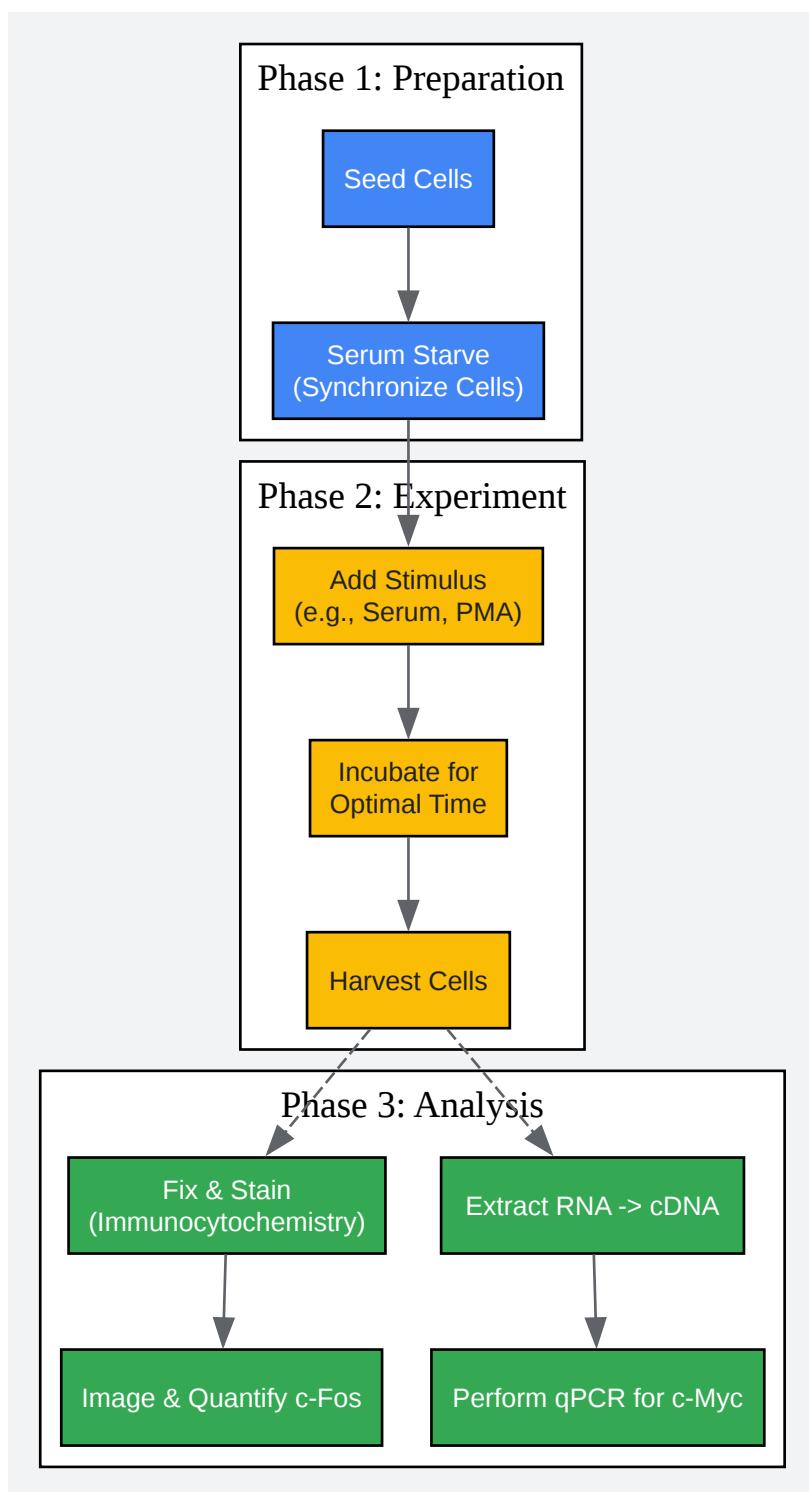 Phase 1: Preparation
Seed Cells
Serum Starve
(Synchronize Cells)
Phase 2: Experiment
Add Stimulus
(e.g., Serum, PMA)
Incubate for
Optimal Time
Harvest Cells
Phase 3: Analysis
Fix & Stain
(Immunocytochemistry)
Extract RNA -> cDNA
Image & Quantify c-Fos
Perform qPCR for c-Myc